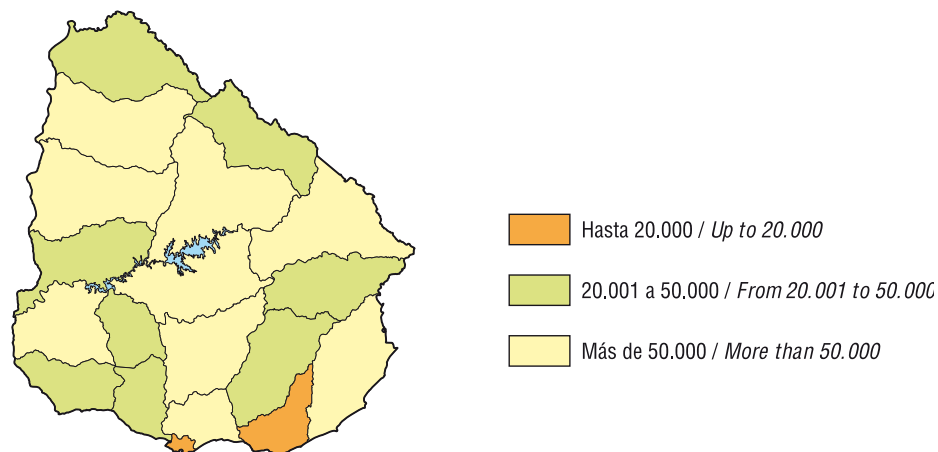 Hasta 20.000 / Up to 20.000
20.001 a 50.000 / From 20.001 to 50.000
Más de 50.000 / More than 50.000